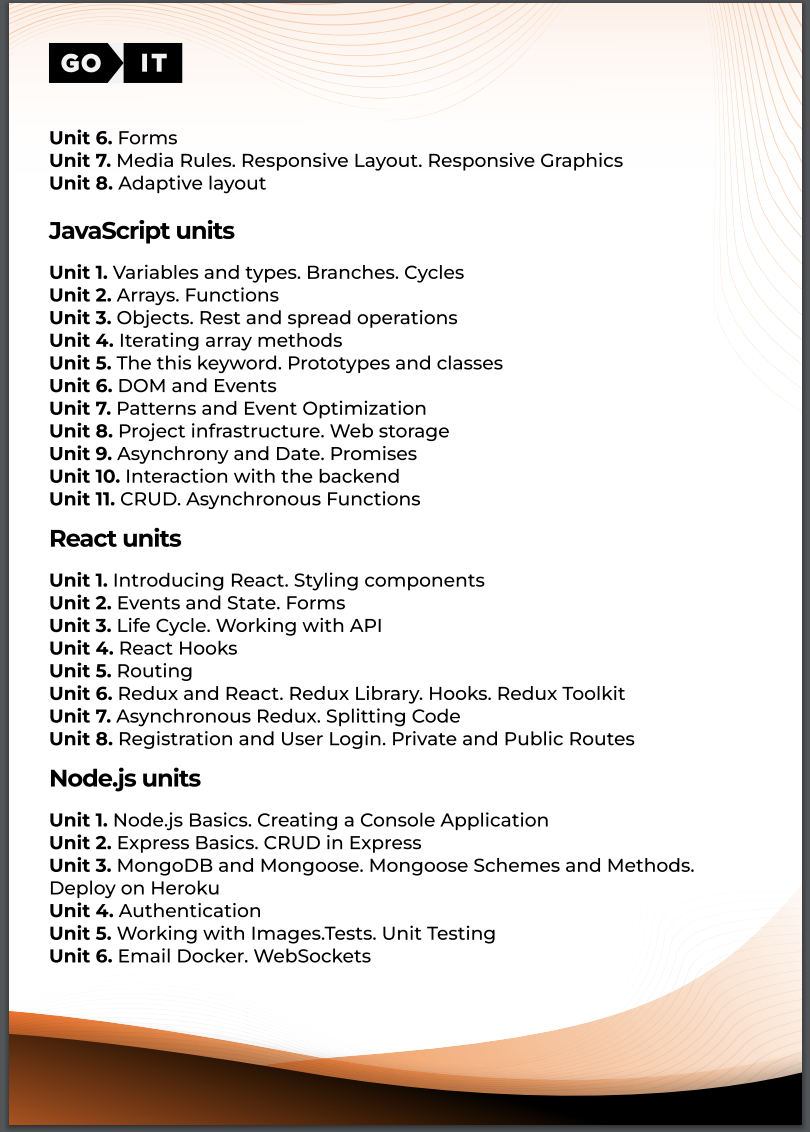 GO IT
Unit 6. Forms
Unit 7. Media Rules. Responsive Layout. Responsive Graphics
Unit 8. Adaptive layout
JavaScript units
Unit 1. Variables and types. Branches. Cycles
Unit 2. Arrays. Functions
Unit 3. Objects. Rest and spread operations
Unit 4. Iterating array methods
Unit 5. The this keyword. Prototypes and classes
Unit 6. DOM and Events
Unit 7. Patterns and Event Optimization
Unit 8. Project infrastructure. Web storage
Unit 9. Asynchrony and Date. Promises
Unit 10. Interaction with the backend
Unit 11. CRUD. Asynchronous Functions
React units
Unit 1. Introducing React. Styling components
Unit 2. Events and State. Forms
Unit 3. Life Cycle. Working with API
Unit 4. React Hooks
Unit 5. Routing
Unit 6. Redux and React. Redux Library. Hooks. Redux Toolkit
Unit 7. Asynchronous Redux. Splitting Code
Unit 8. Registration and User Login. Private and Public Routes
Node.js units
Unit 1. Node.js Basics. Creating a Console Application
Unit 2. Express Basics. CRUD in Express
Unit 3. MongoDB and Mongoose. Mongoose Schemes and Methods.
Deploy on Heroku
Unit 4. Authentication
Unit 5. Working with Images.Tests. Unit Testing
Unit 6. Email Docker. WebSockets